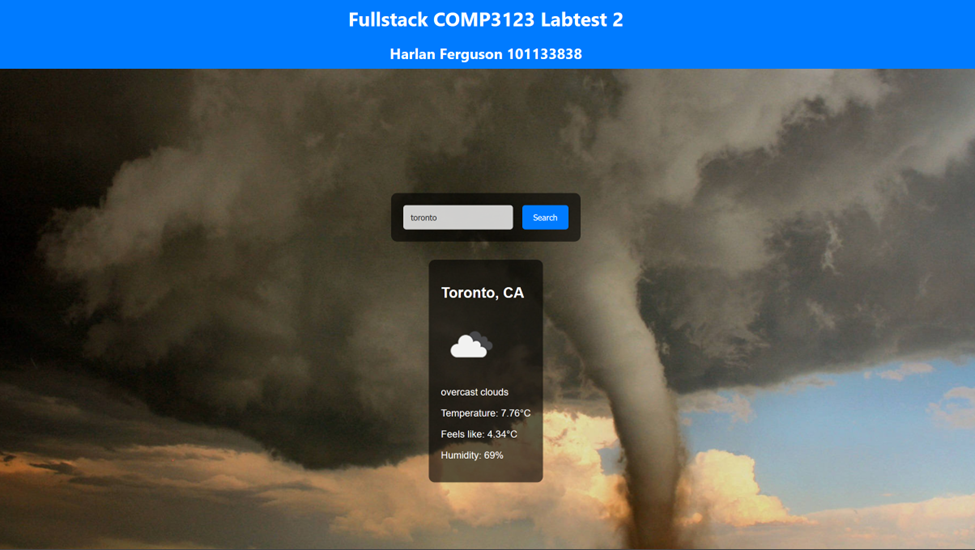 Fullstack COMP3123 Labtest 2
Harlan Ferguson 101133838
toronto
Search
Toronto, CA
overcast clouds
Temperature: 7.76°C
Feels like: 4.34°C
Humidity: 69%